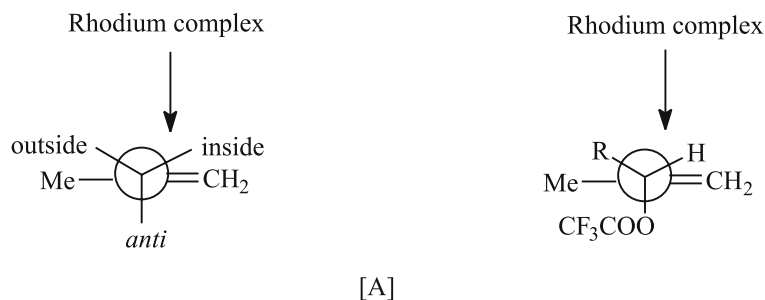 Rhodium complex
outside
inside
Me
CH₂
anti
Rhodium complex
R
H
Me
CH₂
CF₃COO
[A]